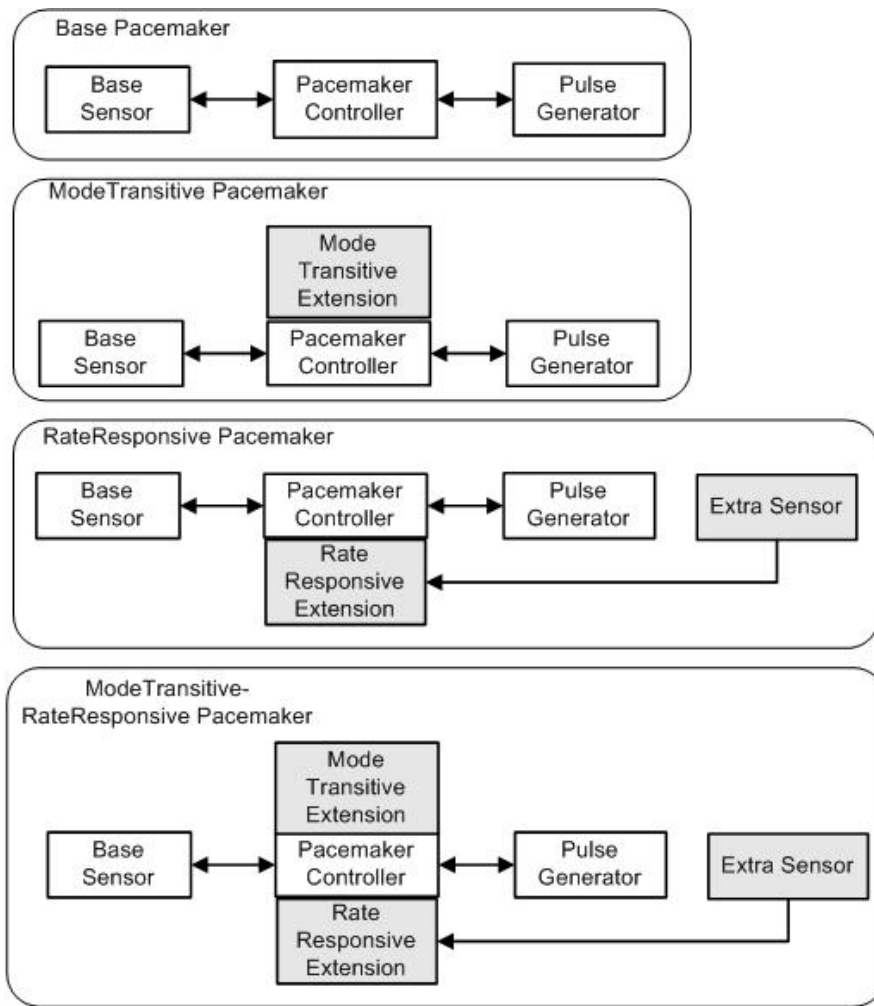 Base Pacemaker
Base
Sensor
Pacemaker
Controller
Pulse
Generator
ModeTransitive Pacemaker
Mode
Transitive
Extension
Base
Sensor
Pacemaker
Controller
Pulse
Generator
RateResponsive Pacemaker
Base
Sensor
Pacemaker
Controller
Pulse
Generator
Extra Sensor
Rate
Responsive
Extension
ModeTransitive-
RateResponsive Pacemaker
Mode
Transitive
Extension
Base
Sensor
Pacemaker
Controller
Pulse
Generator
Extra Sensor
Rate
Responsive
Extension